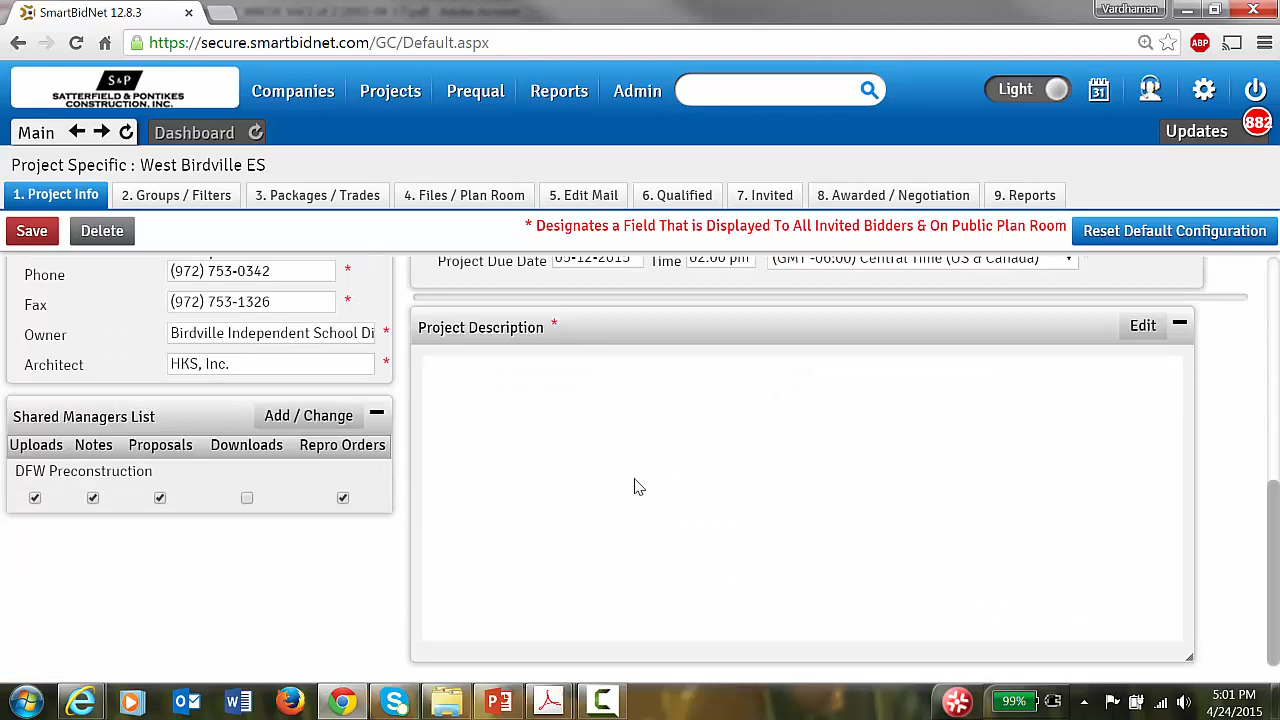 SmartBidNet 12.8.3
Vardhaman
https://secure.smartbidnet.com/GC/Default.aspx
ABP
S&P
SATTERFIELD & PONTIKES
CONSTRUCTION, INC.
Companies
Projects
Prequal
Reports
Admin
Light
31
Main
Dashboard
Updates
882
Project Specific : West Birdville ES
1. Project Info
2. Groups / Filters
3. Packages / Trades
4. Files / Plan Room
5. Edit Mail
6. Qualified
7. Invited
8. Awarded / Negotiation
9. Reports
Save
Delete
* Designates a Field That is Displayed To All Invited Bidders & On Public Plan Room
Reset Default Configuration
Phone
(972) 753-0342
*
Fax
(972) 753-1326
*
Owner
Birdville Independent School Di
*
Architect
HKS, Inc.
*
Project Due Date
05-12-2015
Time
02:00 pm
(GMT -06:00) Central Time (US & Canada)
*
Project Description *
Edit
Shared Managers List
Add / Change
Uploads
Notes
Proposals
Downloads
Repro Orders
DFW Preconstruction
99%
5:01 PM
4/24/2015